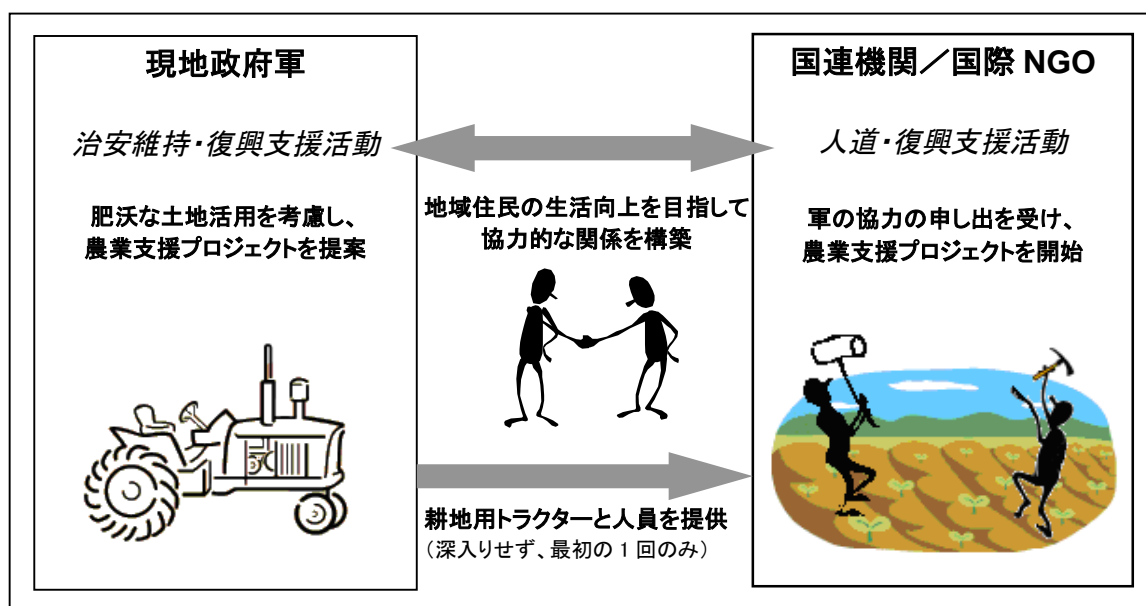 現地政府軍
治安維持・復興支援活動
肥沃な土地活用を考慮し、
農業支援プロジェクトを提案
地域住民の生活向上を目指して
協力的な関係を構築
耕地用トラクターと人員を提供
（深入りせず、最初の 1 回のみ）
国連機関／国際 NGO
人道・復興支援活動
軍の協力の申し出を受け、
農業支援プロジェクトを開始